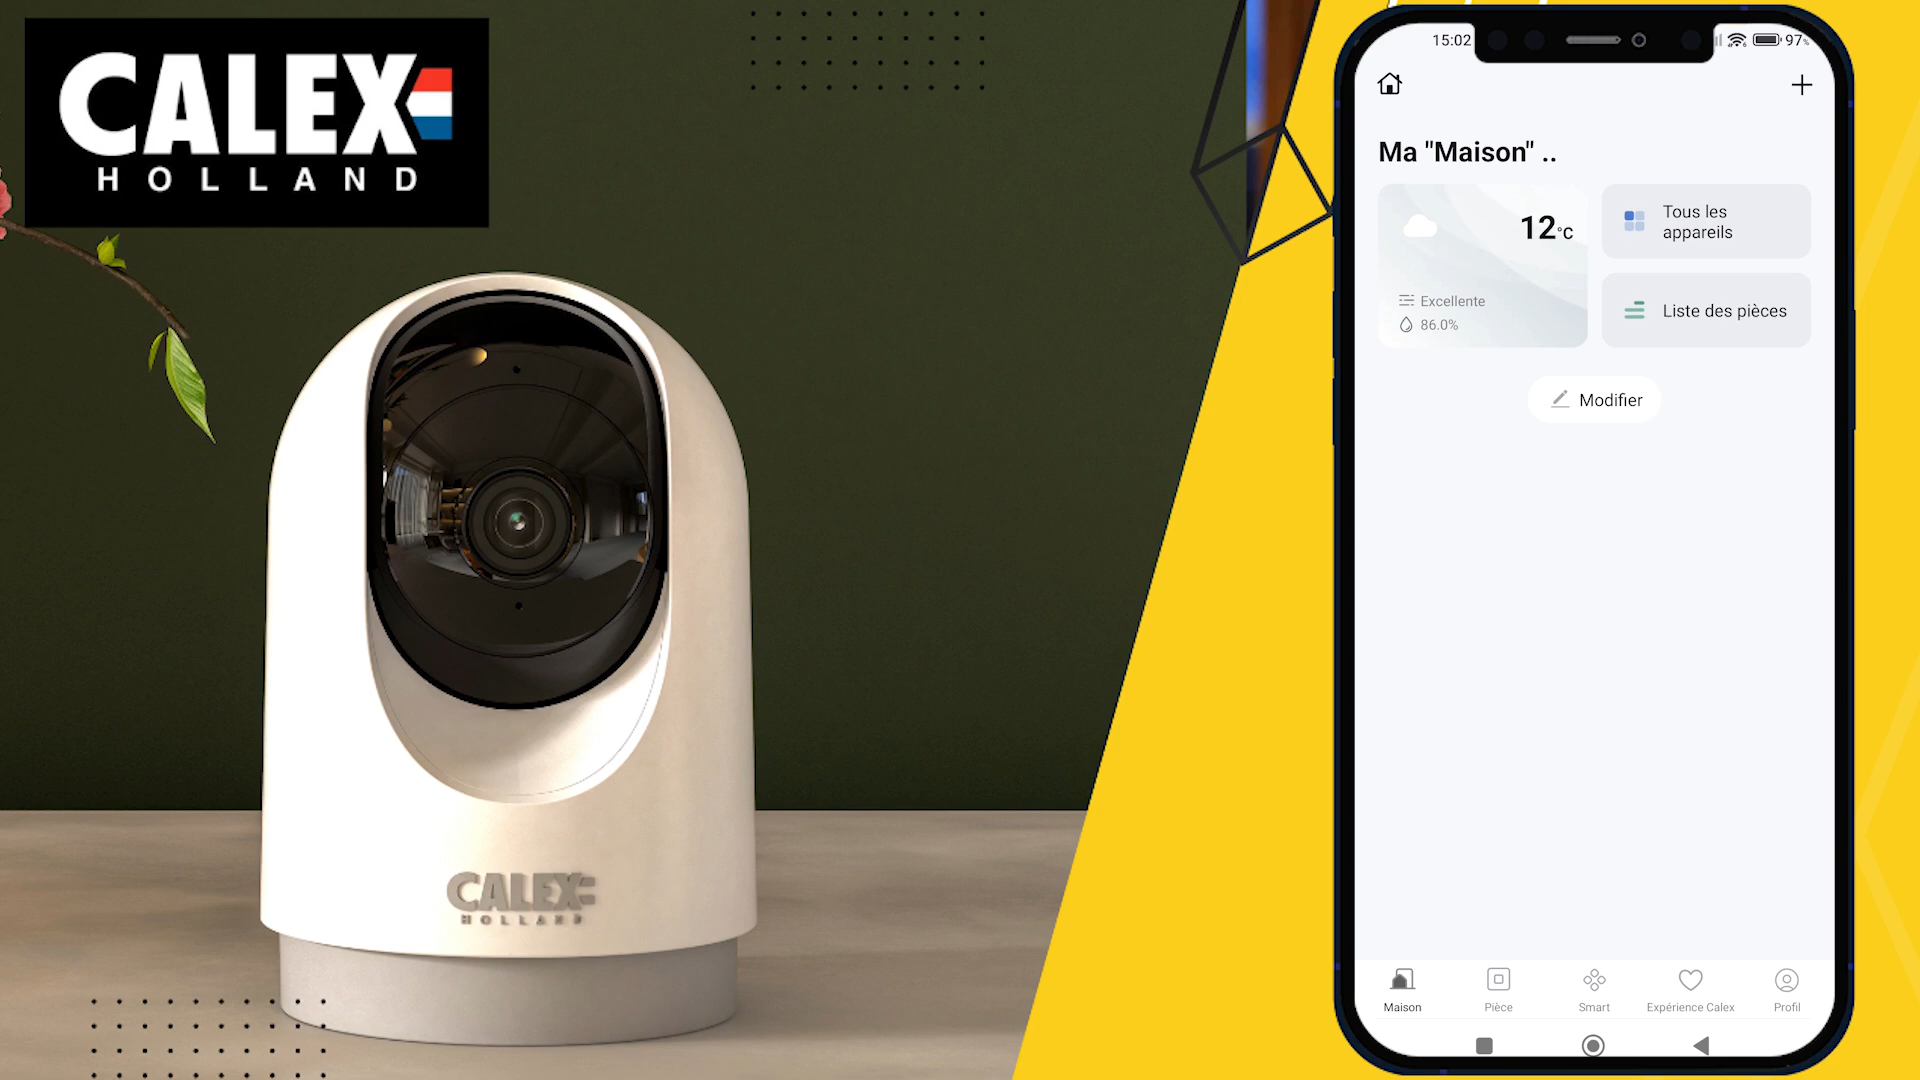 CALEX
HOLLAND
CALEX
HOLLAND
15:02
97%
Ma "Maison" ..
12°C
Excellente
86.0%
Tous les
appareils
Liste des pièces
Modifier
Maison
Pièce
Smart
Expérience Calex
Profil